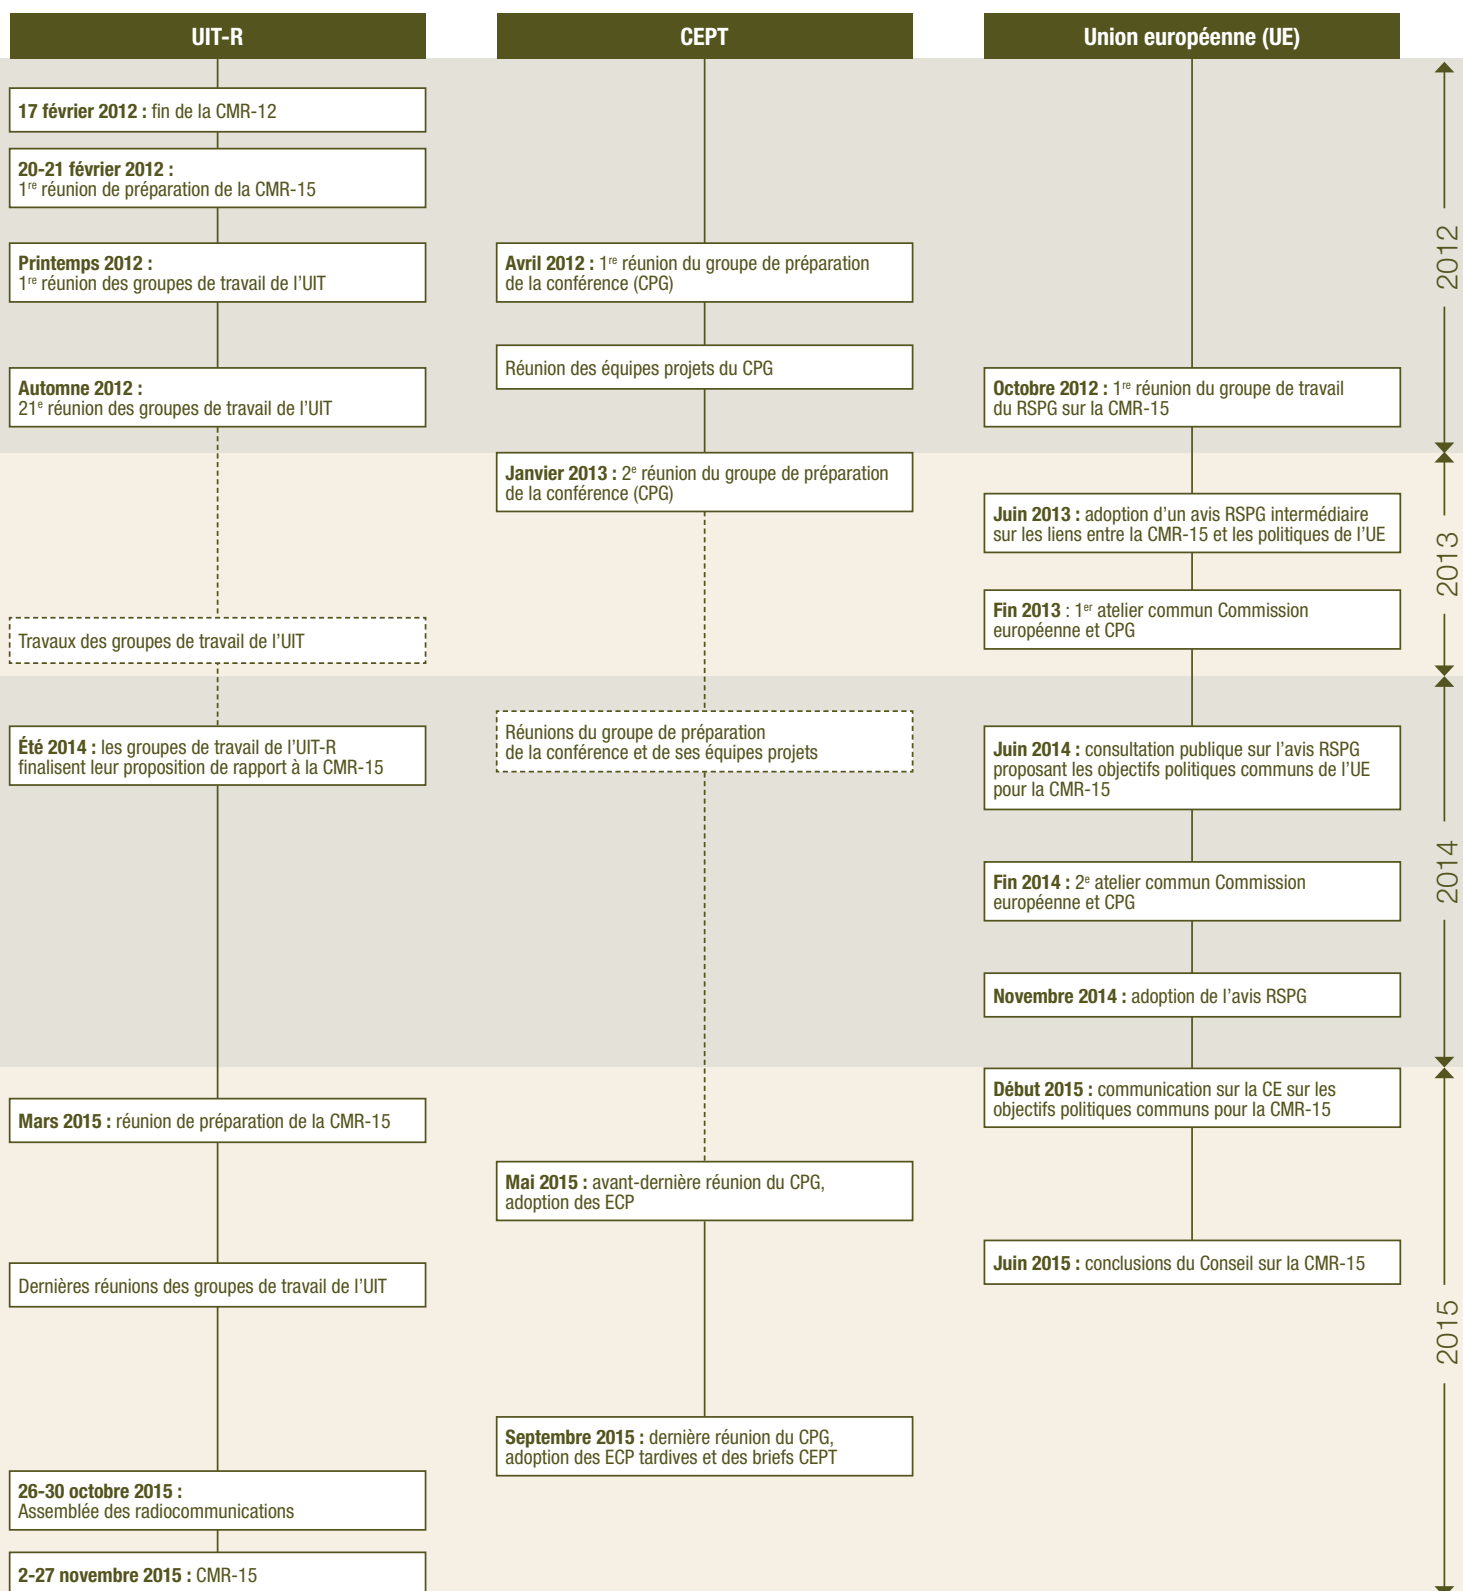 UIT-R
17 février 2012 : fin de la CMR-12
20-21 février 2012 :
1re réunion de préparation de la CMR-15
Printemps 2012 :
1re réunion des groupes de travail de l’UIT
Automne 2012 :
21e réunion des groupes de travail de l’UIT
Travaux des groupes de travail de l’UIT
Été 2014 : les groupes de travail de l’UIT-R
finalisent leur proposition de rapport à la CMR-15
Mars 2015 : réunion de préparation de la CMR-15
Dernières réunions des groupes de travail de l’UIT
26-30 octobre 2015 :
Assemblée des radiocommunications
2-27 novembre 2015 : CMR-15
CEPT
Avril 2012 : 1re réunion du groupe de préparation
de la conférence (CPG)
Réunion des équipes projets du CPG
Janvier 2013 : 2e réunion du groupe de préparation
de la conférence (CPG)
Réunions du groupe de préparation
de la conférence et de ses équipes projets
Mai 2015 : avant-dernière réunion du CPG,
adoption des ECP
Septembre 2015 : dernière réunion du CPG,
adoption des ECP tardives et des briefs CEPT
Union européenne (UE)
Octobre 2012 : 1re réunion du groupe de travail
du RSPG sur la CMR-15
Juin 2013 : adoption d’un avis RSPG intermédiaire
sur les liens entre la CMR-15 et les politiques de l’UE
Fin 2013 : 1er atelier commun Commission
européenne et CPG
Juin 2014 : consultation publique sur l’avis RSPG
proposant les objectifs politiques communs de l’UE
pour la CMR-15
Fin 2014 : 2e atelier commun Commission
européenne et CPG
Novembre 2014 : adoption de l’avis RSPG
Début 2015 : communication sur la CE sur les
objectifs politiques communs pour la CMR-15
Juin 2015 : conclusions du Conseil sur la CMR-15
2012
2013
2014
2015